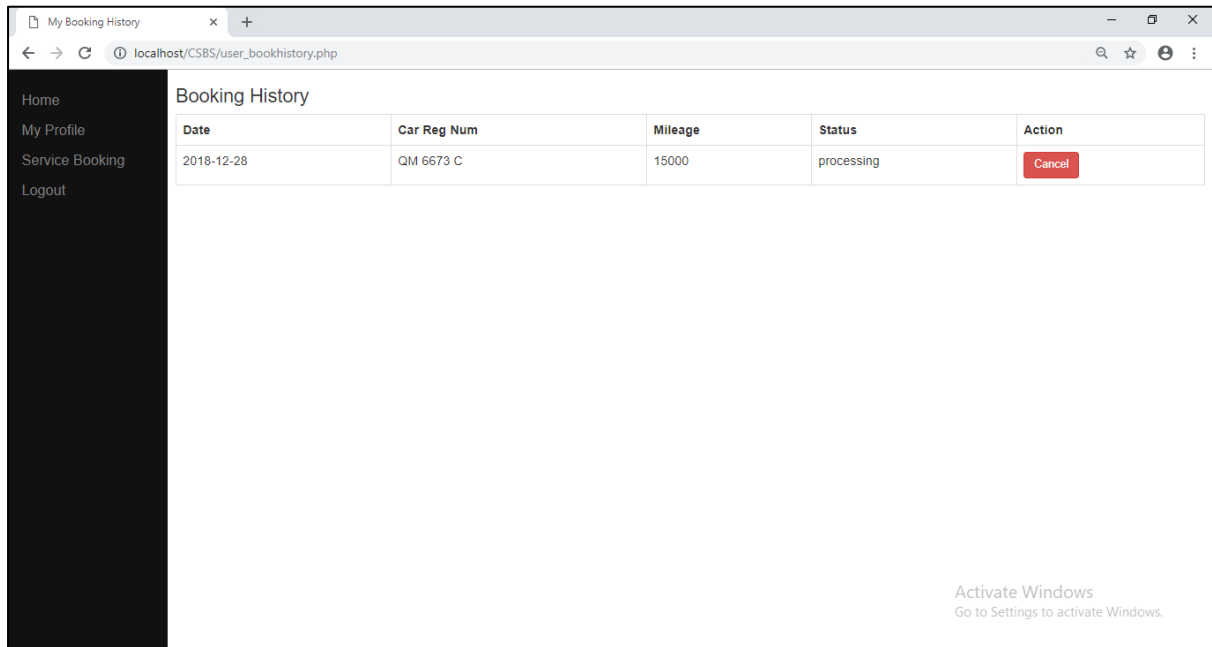 My Booking History
localhost/CSBS/user_bookhistory.php
Home
My Profile
Service Booking
Logout
Booking History
Date Car Reg Num Mileage Status Action
2018-12-28 QM 6673 C 15000 processing Cancel
Activate Windows
Go to Settings to activate Windows.